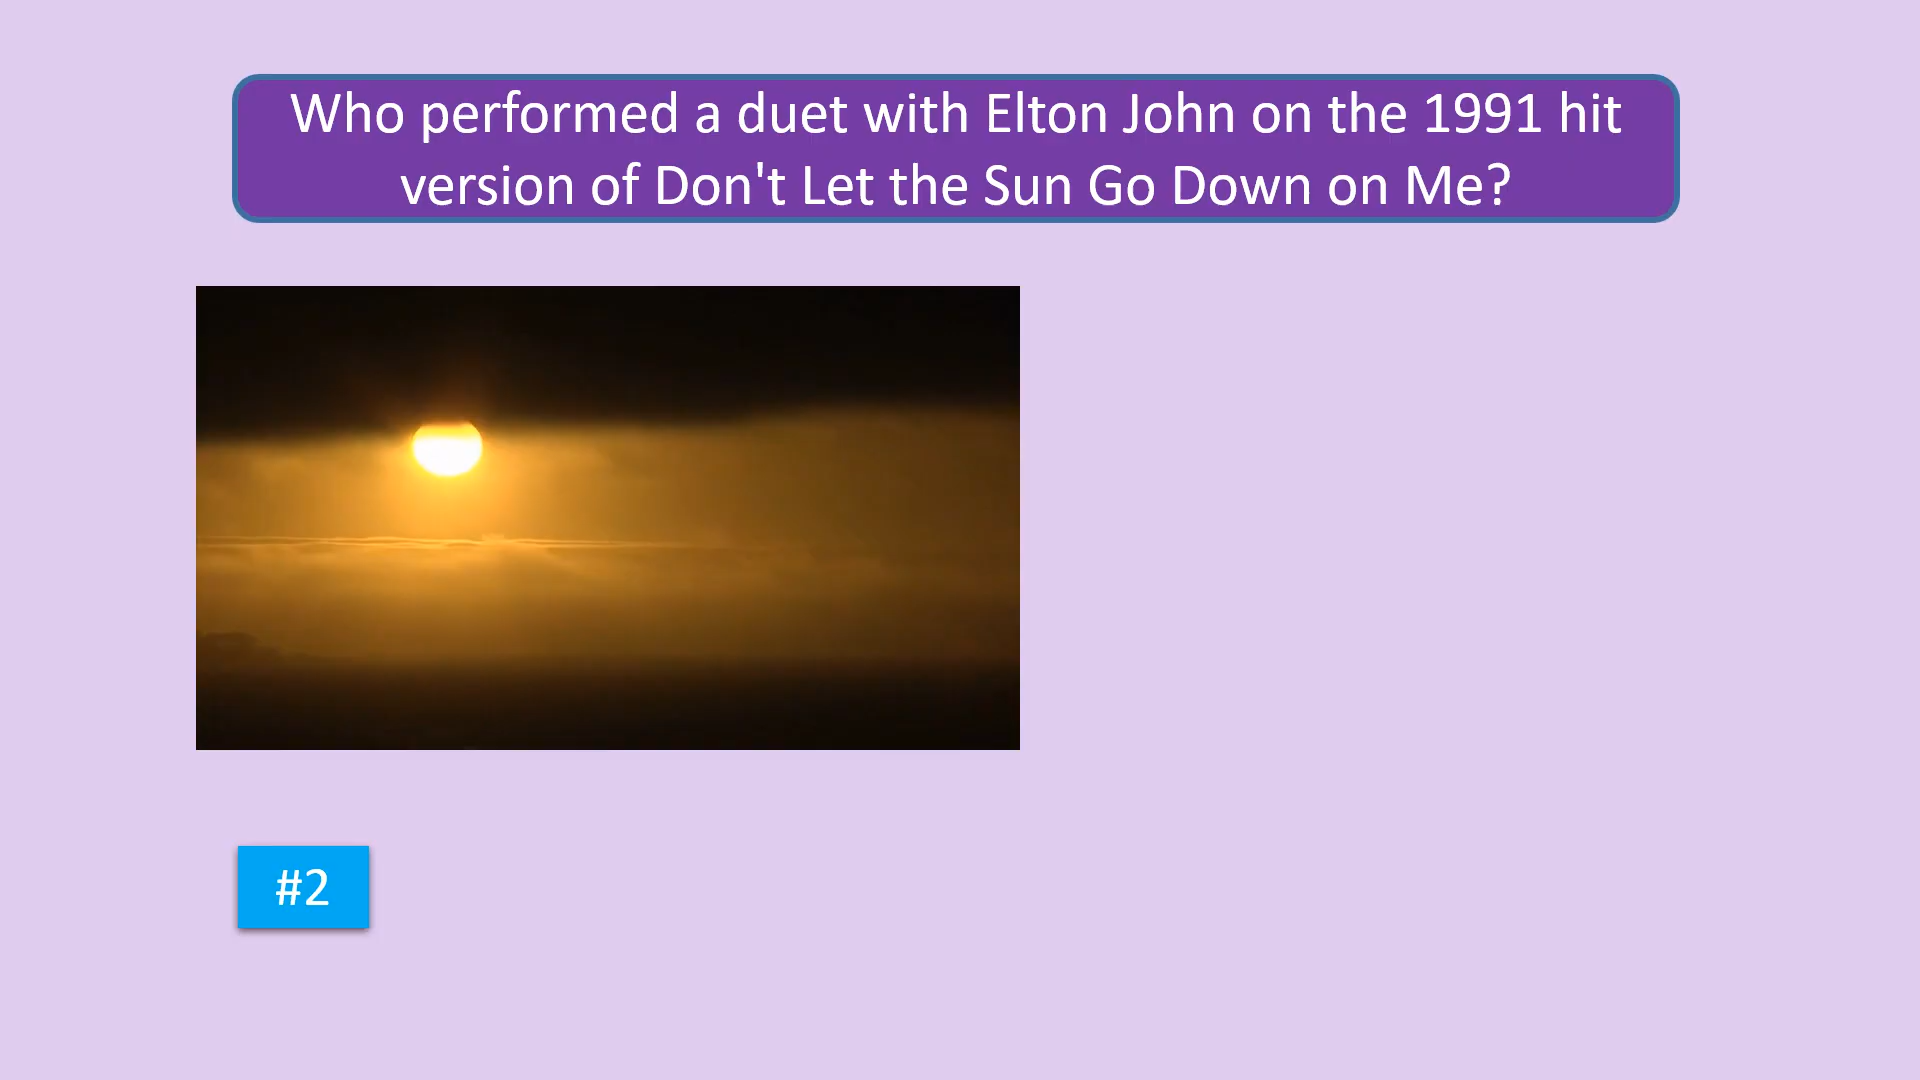 Who performed a duet with Elton John on the 1991 hit
version of Don't Let the Sun Go Down on Me?
#2